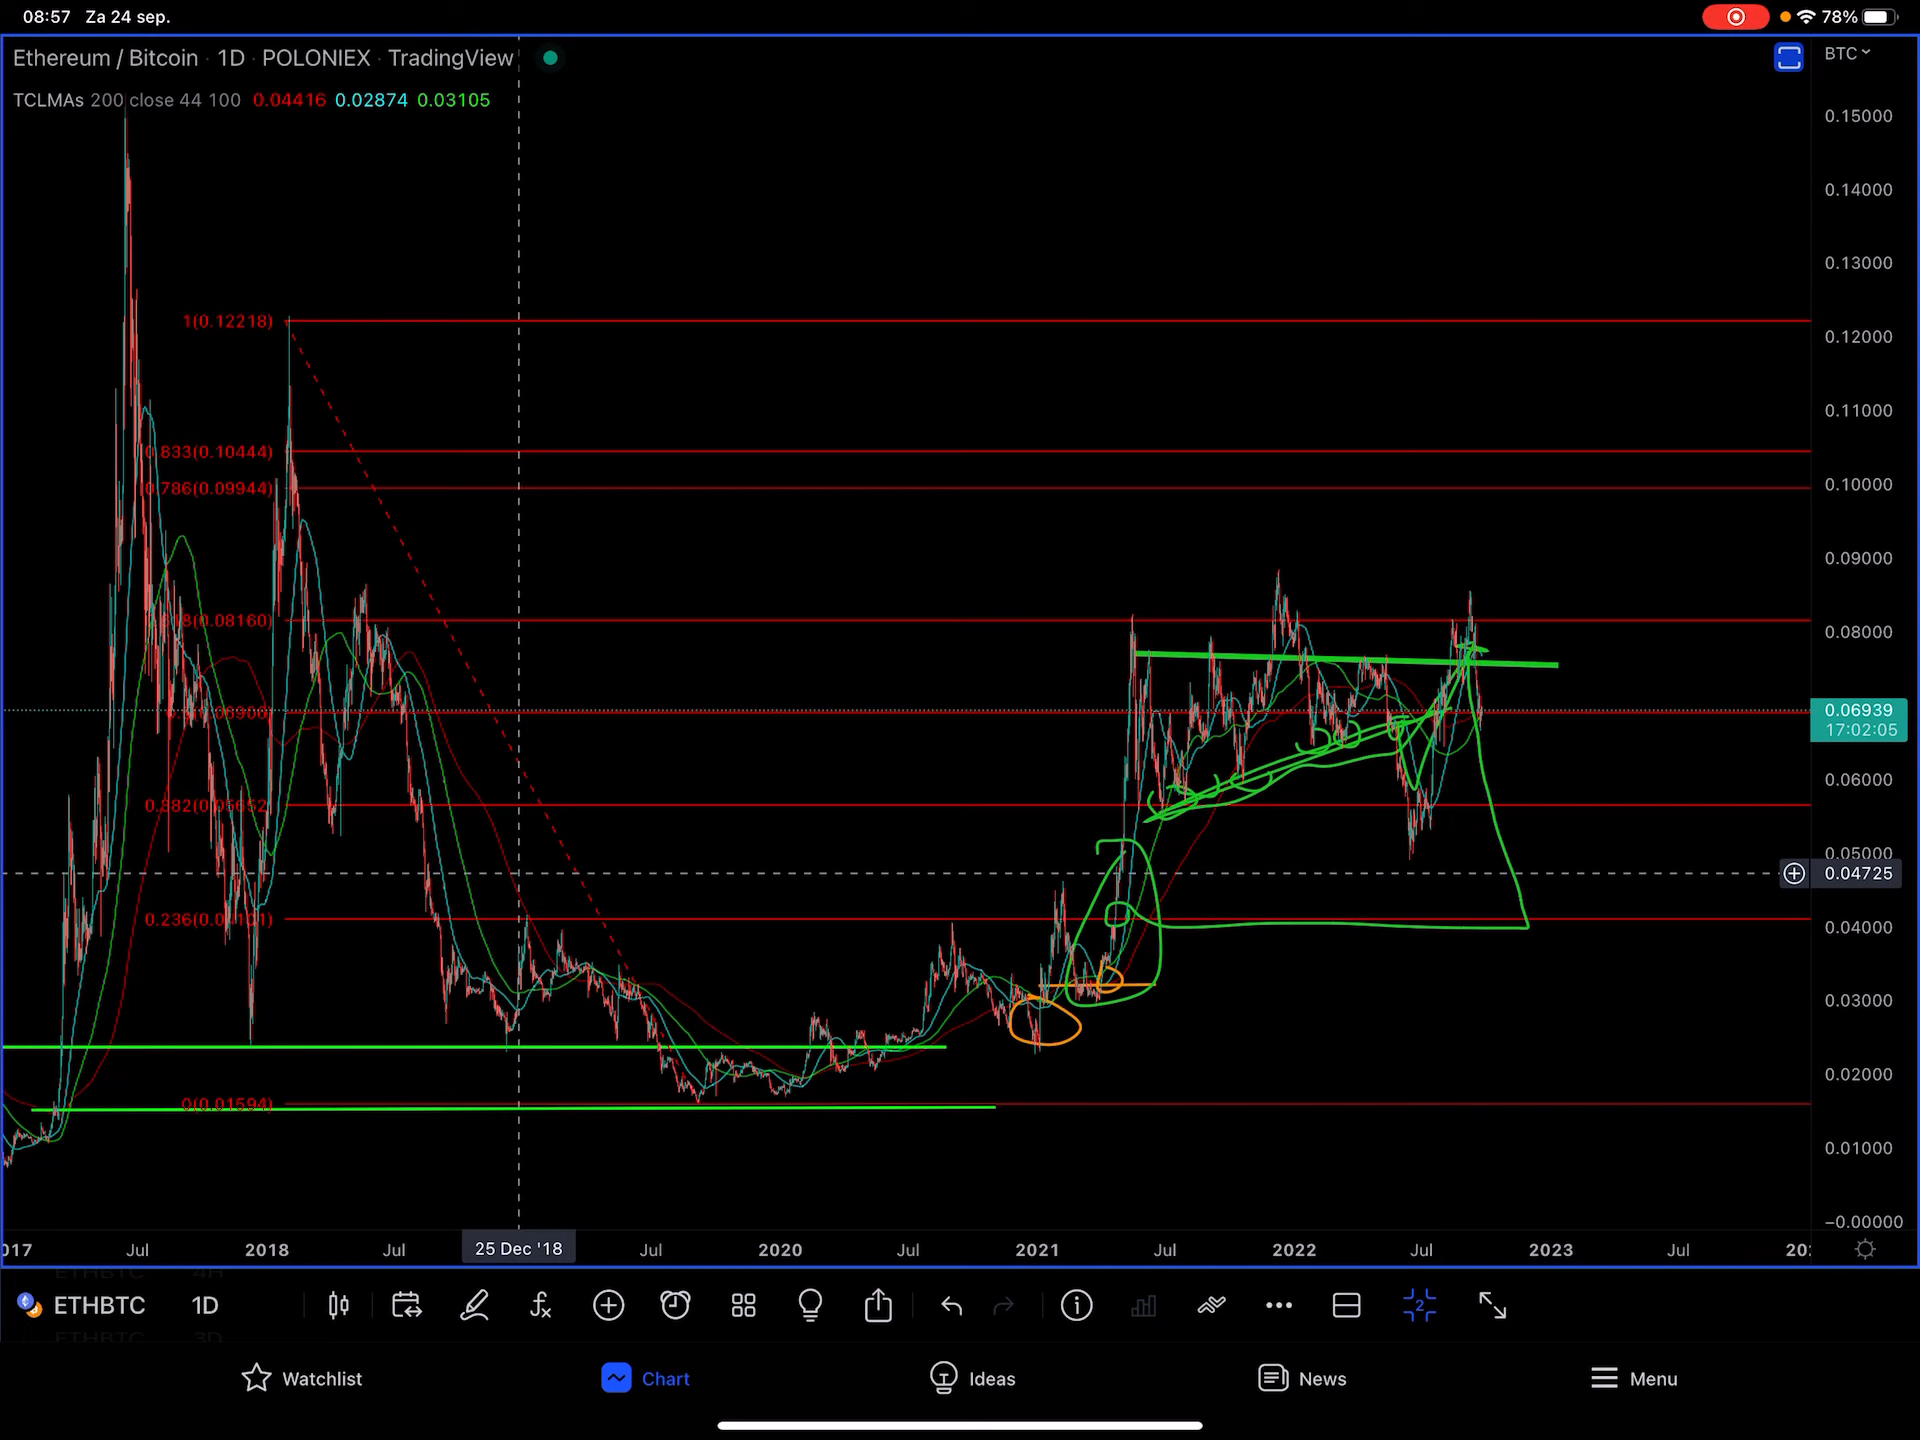 08:57 Za 24 sep.
78%
Ethereum / Bitcoin · 1D · POLONIEX · TradingView
BTC
TCLMAs 200 close 44 100 0.04416 0.02874 0.03105
0.15000
0.14000
0.13000
1(0.12218)
0.12000
0.11000
0.833(0.10444)
0.786(0.09944)
0.10000
0.09000
0.08000
0.06939
17:02:05
0.06000
0.05000
0.04725
0.04000
0.03000
0.02000
0(0.01594)
0.01000
−0.00000
Jul
2018
Jul
25 Dec '18
Jul
2020
Jul
2021
Jul
2022
Jul
2023
Jul
ETHBTC 1D
2
Watchlist
Chart
Ideas
News
Menu